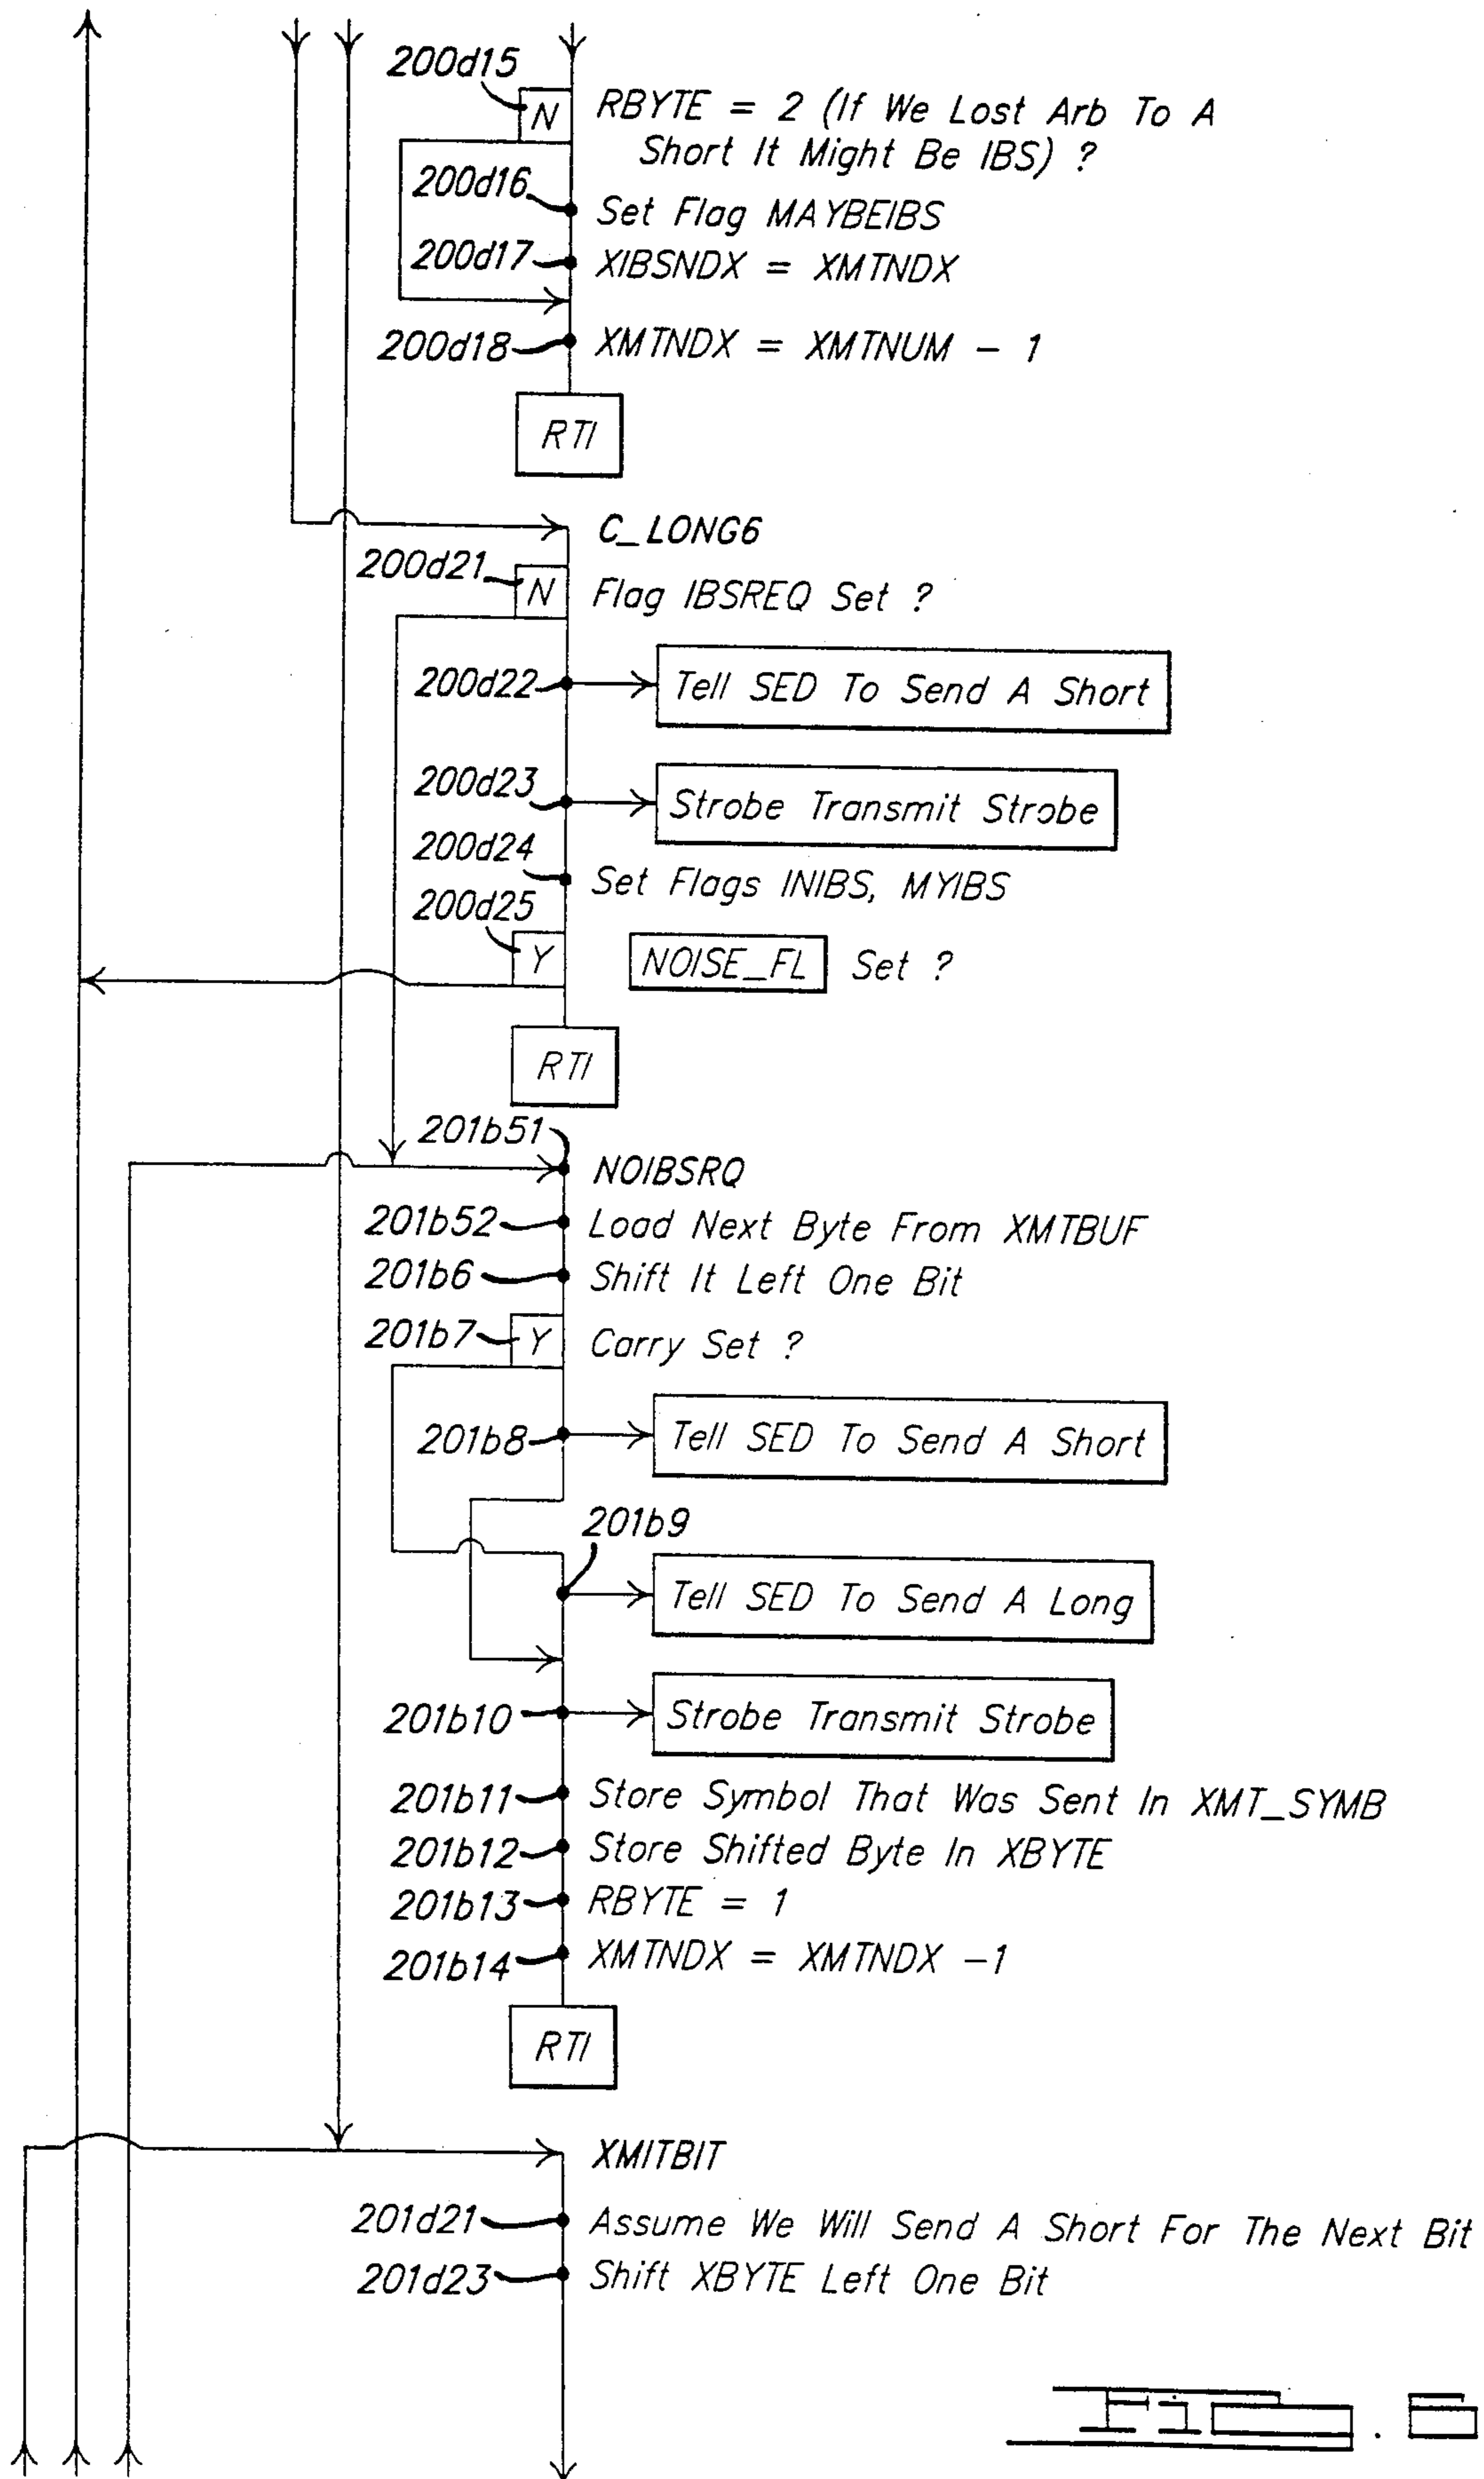 200d15
N
RBYTE = 2 (If We Lost Arb To A
Short It Might Be IBS) ?
200d16
Set Flag MAYBEIBS
200d17
XIBSNDX = XMTNDX
200d18
XMTNDX = XMTNUM - 1
RTI
C_LONG6
200d21
N
Flag IBSREQ Set ?
200d22
Tell SED To Send A Short
200d23
Strobe Transmit Strobe
200d24
Set Flags INIBS, MYIBS
200d25
Y
NOISE_FL Set ?
RTI
201b51
NOIBSRQ
201b52
Load Next Byte From XMTBUF
201b6
Shift It Left One Bit
201b7
Y
Carry Set ?
201b8
Tell SED To Send A Short
201b9
Tell SED To Send A Long
201b10
Strobe Transmit Strobe
201b11
Store Symbol That Was Sent In XMT_SYMB
201b12
Store Shifted Byte In XBYTE
201b13
RBYTE = 1
201b14
XMTNDX = XMTNDX -1
RTI
XMITBIT
201d21
Assume We Will Send A Short For The Next Bit
201d23
Shift XBYTE Left One Bit